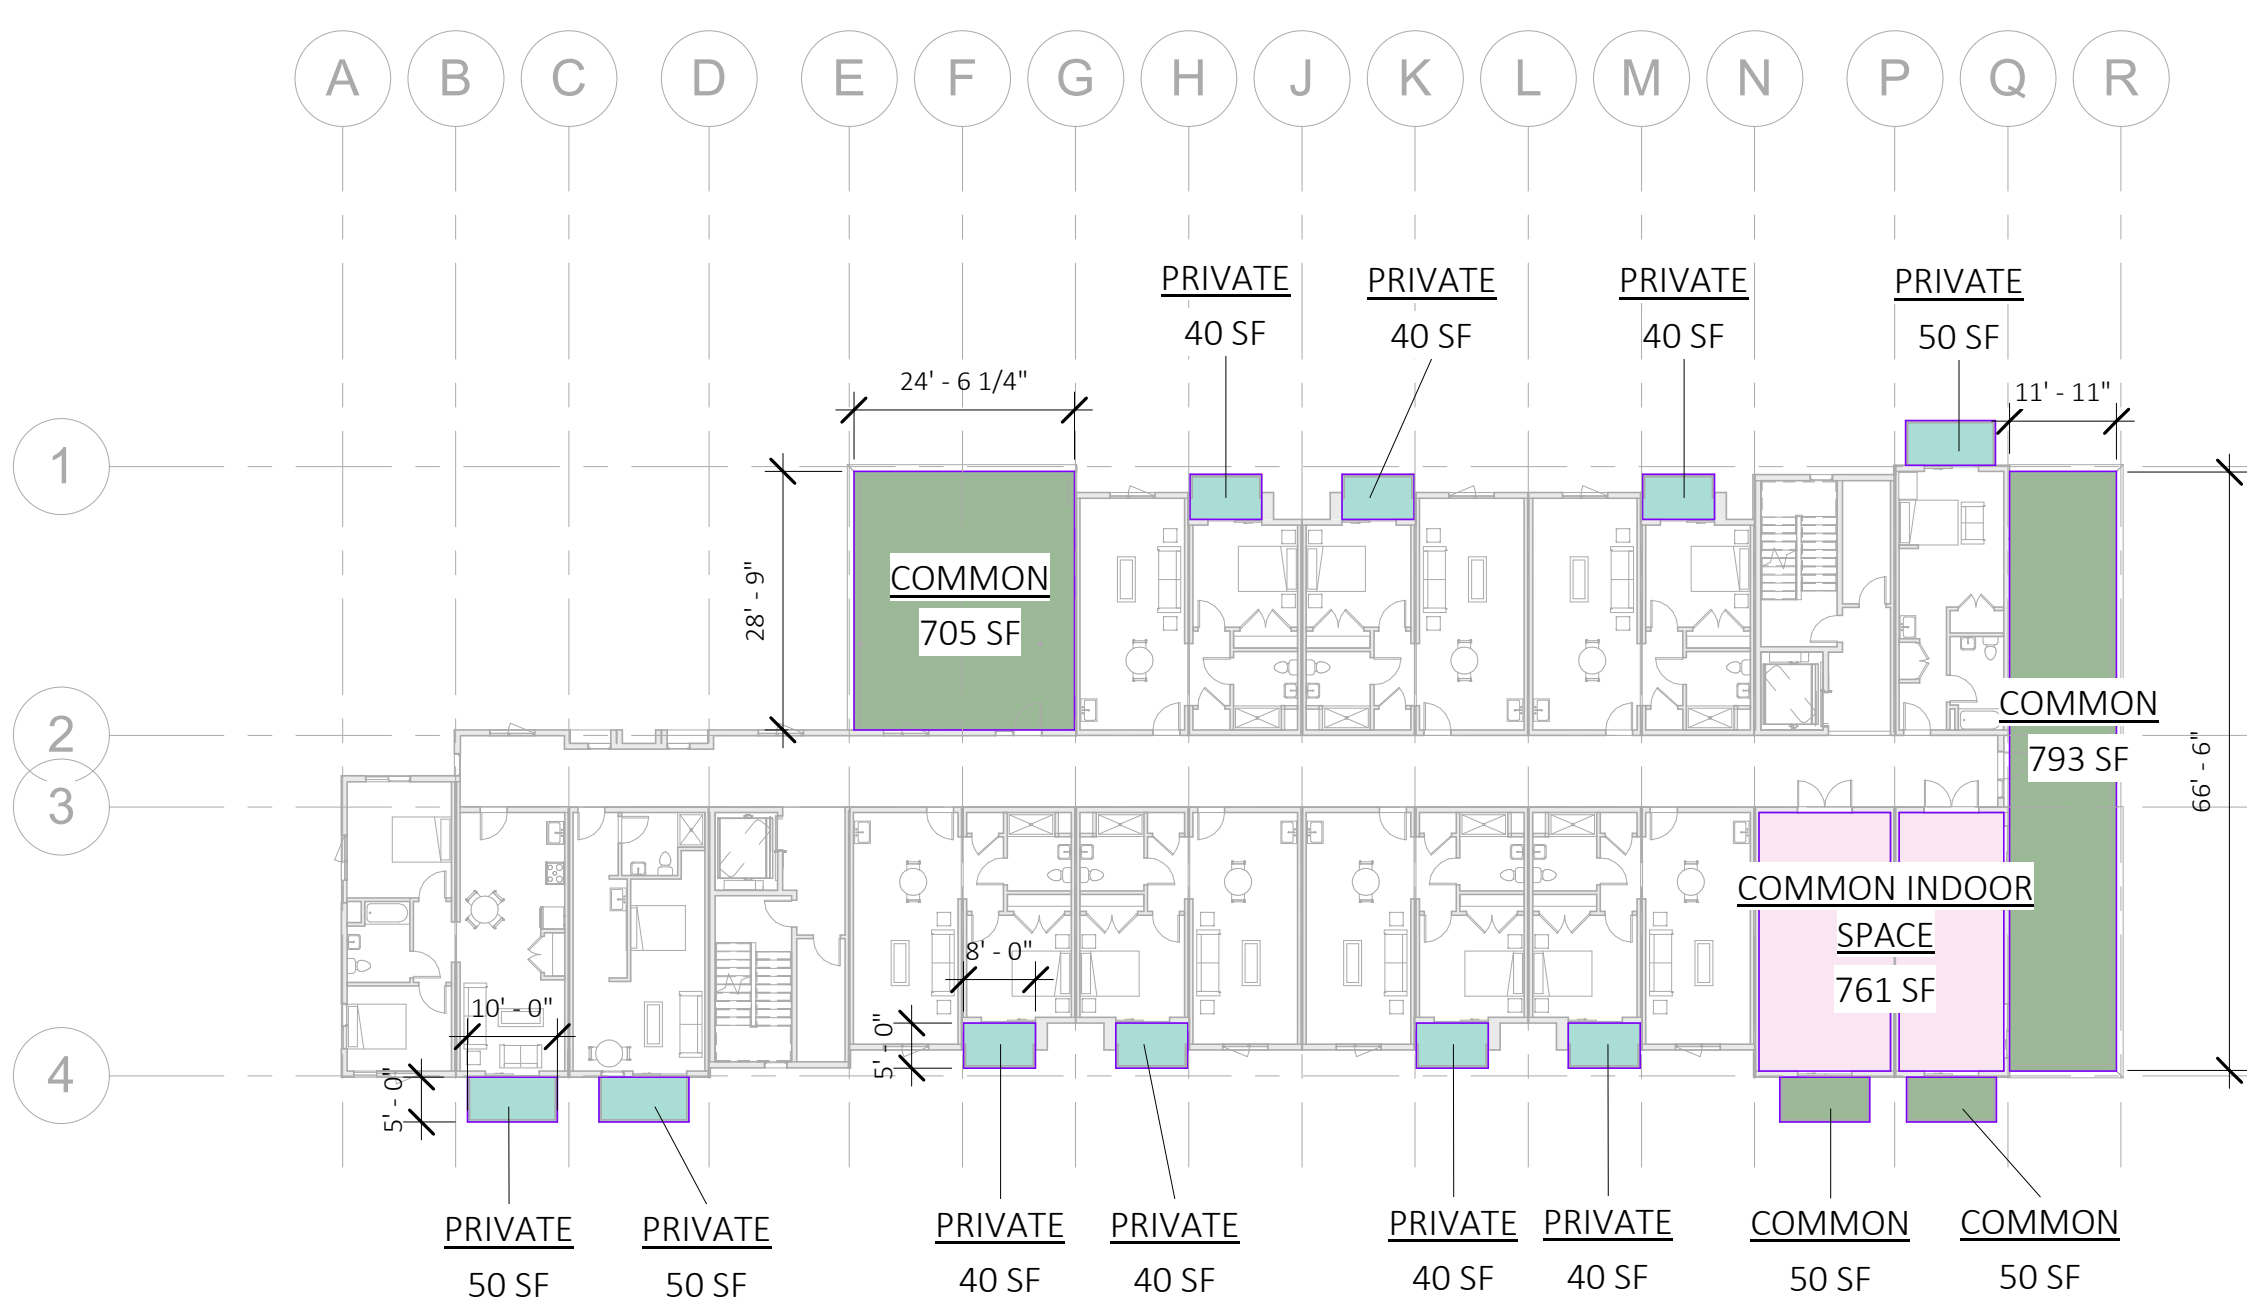 A B C D E F G H J K L M N P Q R
PRIVATE PRIVATE PRIVATE PRIVATE
40 SF 40 SF 40 SF 50 SF
24' - 6 1/4" 11' - 11"
1
28' - 9"
COMMON
705 SF
2
COMMON
793 SF
66' - 6"
3
COMMON INDOOR
SPACE
761 SF
8' - 0"
10' - 0"
5' - 0"
4
5' - 0"
PRIVATE PRIVATE PRIVATE PRIVATE PRIVATE PRIVATE COMMON COMMON
50 SF 50 SF 40 SF 40 SF 40 SF 40 SF 50 SF 50 SF